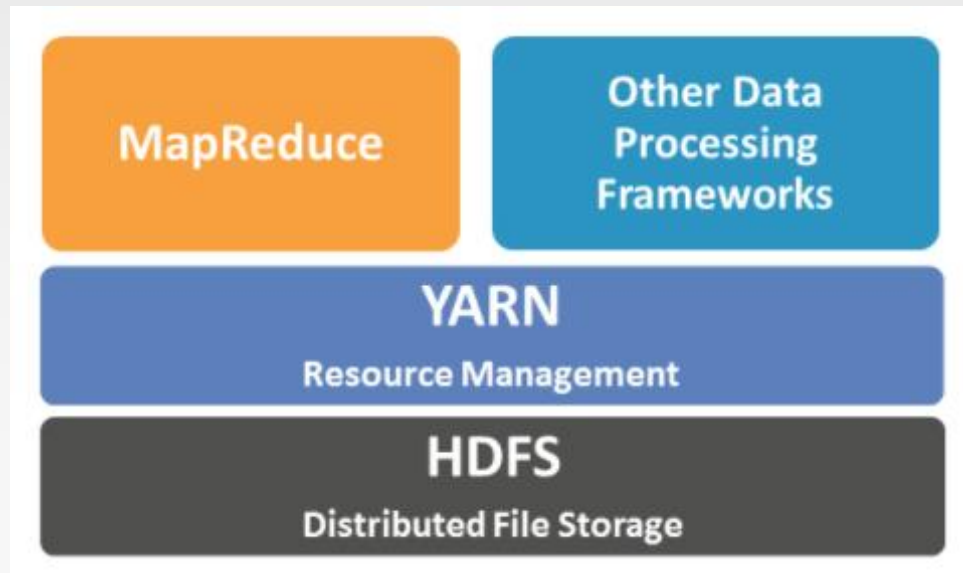 MapReduce
Other Data
Processing
Frameworks
YARN
Resource Management
HDFS
Distributed File Storage